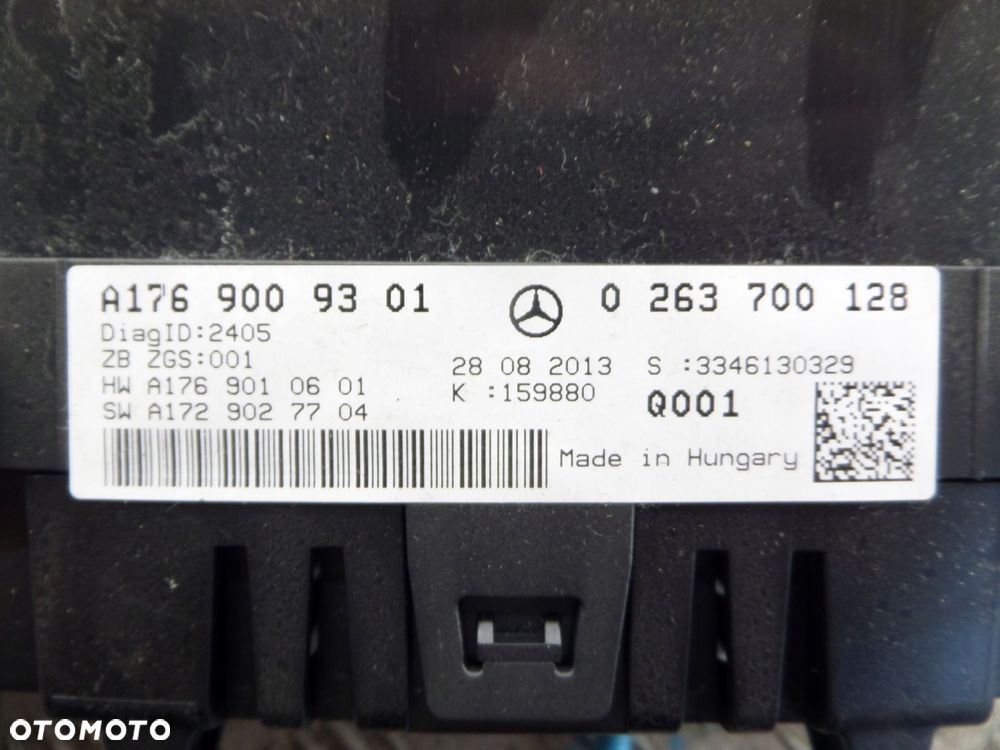 A176 900 93 01 0 263 700 128
DiagID:2405
ZB ZGS:001 28 08 2013 S :3346130329
HW A176 901 06 01 K :159880 Q001
SW A172 902 77 04
Made in Hungary
OTOMOTO